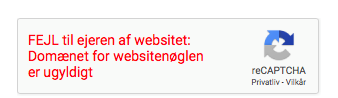 FEJL til ejeren af websitet:
Domænet for websitenøglen
er ugyldigt
reCAPTCHA
Privatliv - Vilkår